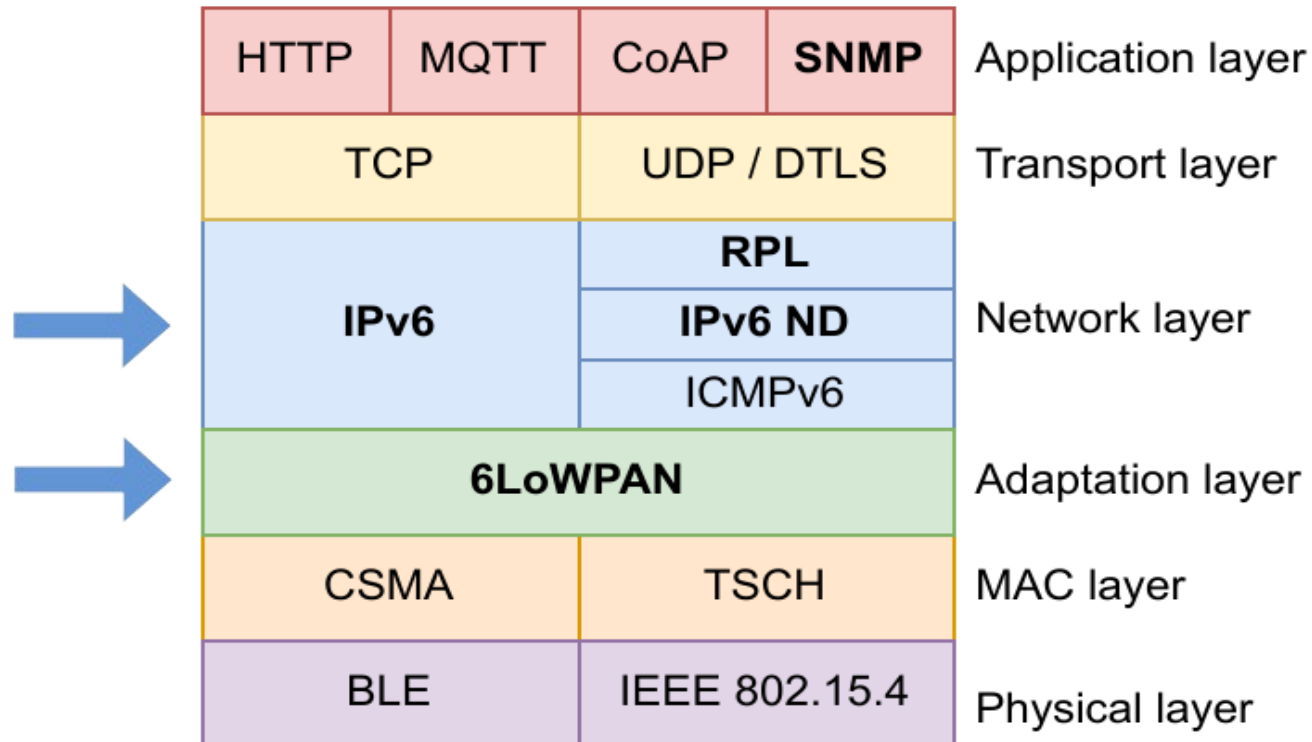 HTTP MQTT CoAP SNMP Application layer
TCP UDP / DTLS Transport layer
RPL
IPv6 IPv6 ND Network layer
ICMPv6
6LoWPAN Adaptation layer
CSMA TSCH MAC layer
BLE IEEE 802.15.4 Physical layer